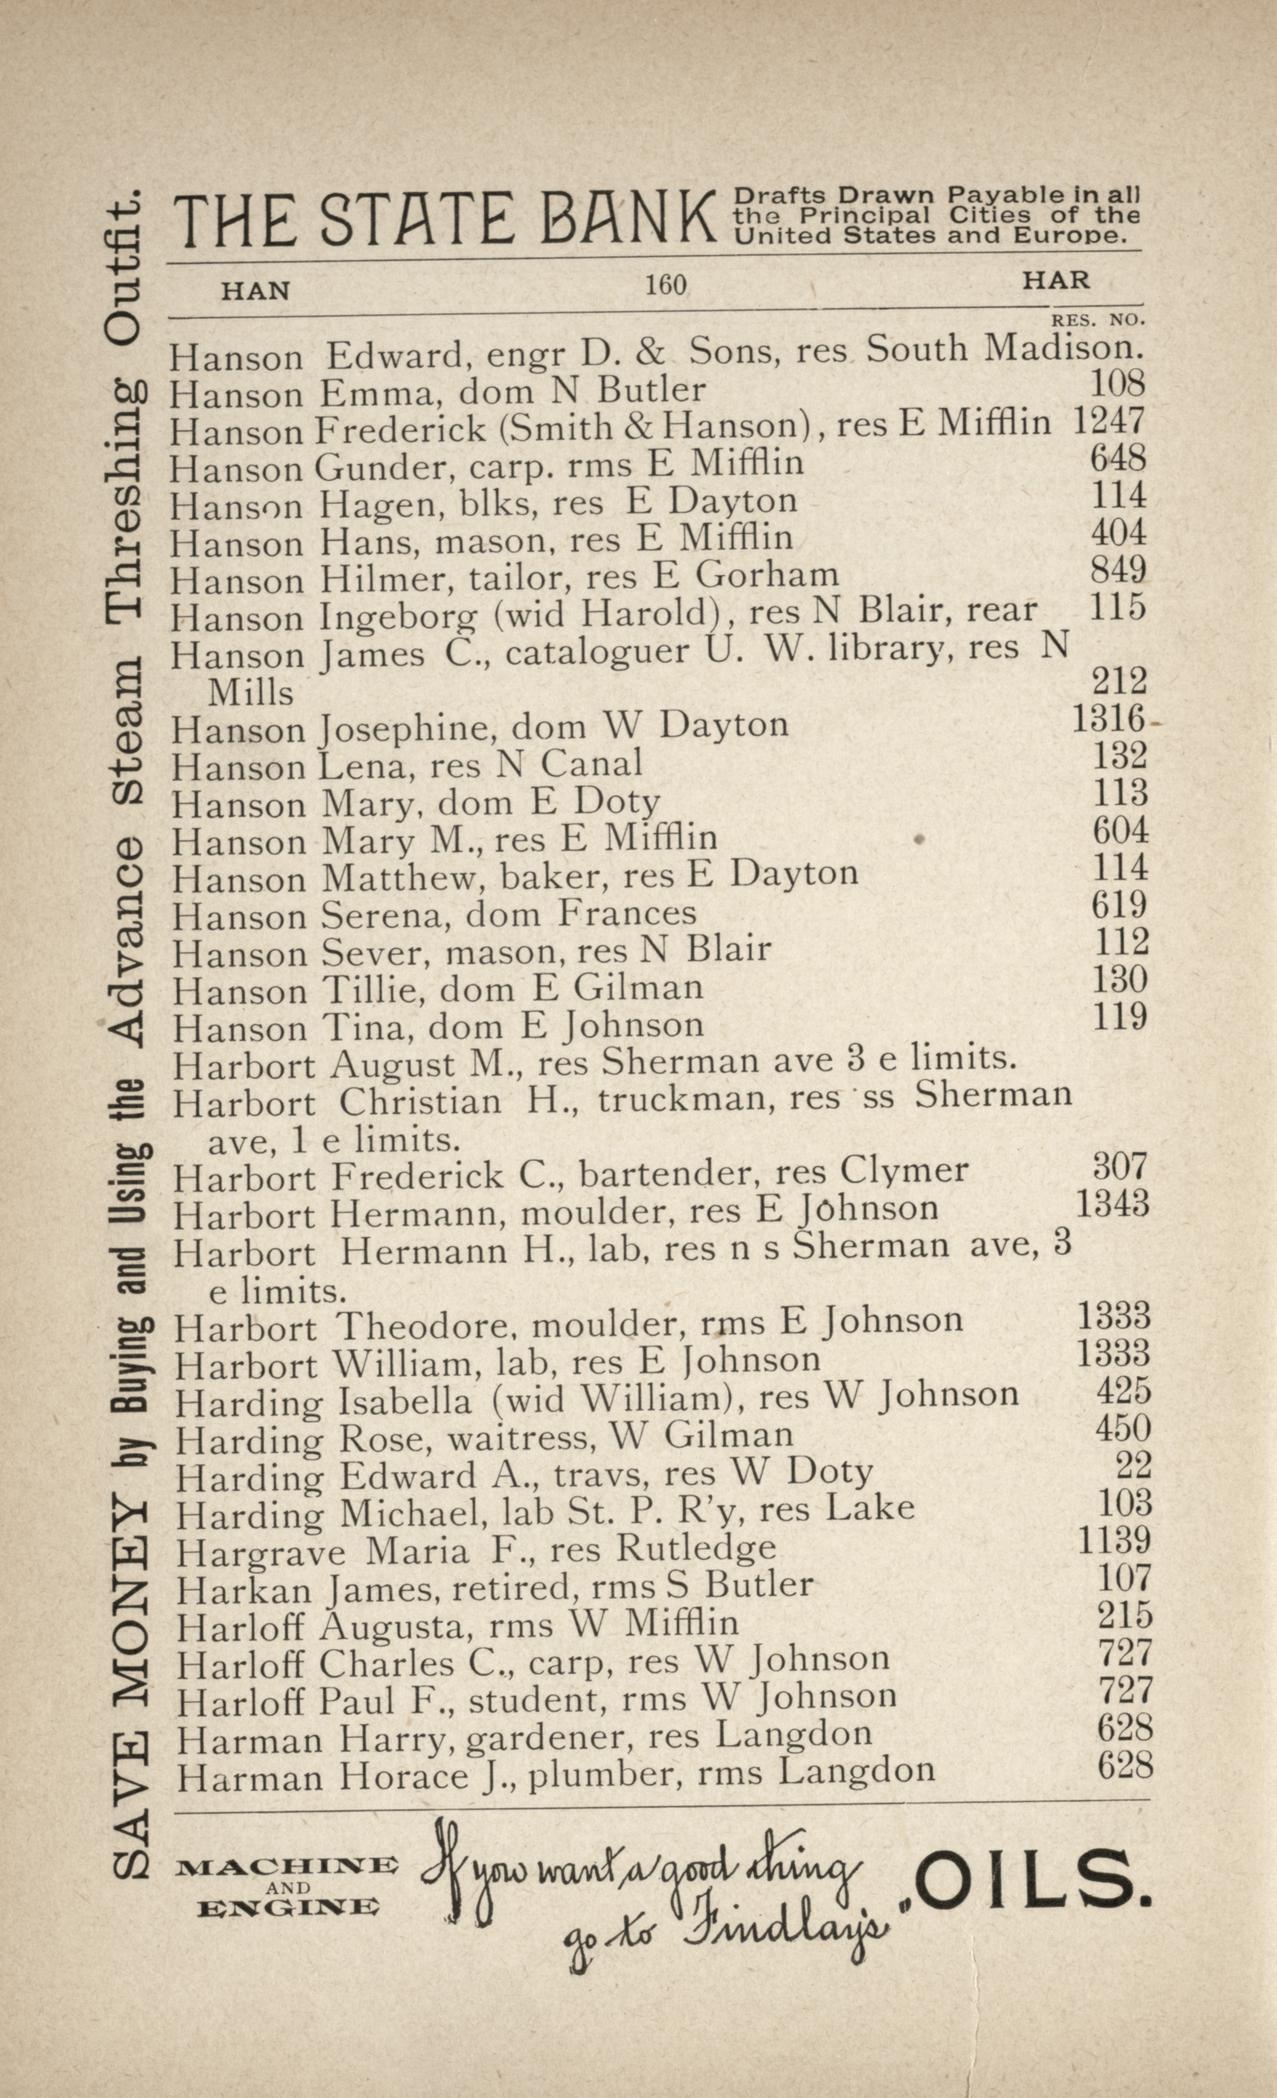 SAVE MONEY by Buying and Using the Advance Steam Threshing Outfit.
THE STATE BANK Drafts Drawn Payable in all
the Principal Cities of the
United States and Europe.
HAN 160 HAR
RES. NO.
Hanson Edward, engr D. & Sons, res South Madison.
Hanson Emma, dom N Butler 108
Hanson Frederick (Smith & Hanson), res E Mifflin 1247
Hanson Gunder, carp. rms E Mifflin 648
Hanson Hagen, blks, res E Dayton 114
Hanson Hans, mason, res E Mifflin 404
Hanson Hilmer, tailor, res E Gorham 849
Hanson Ingeborg (wid Harold), res N Blair, rear 115
Hanson James C., cataloguer U. W. library, res N
Mills 212
Hanson Josephine, dom W Dayton 1316
Hanson Lena, res N Canal 132
Hanson Mary, dom E Doty 113
Hanson Mary M., res E Mifflin 604
Hanson Matthew, baker, res E Dayton 114
Hanson Serena, dom Frances 619
Hanson Sever, mason, res N Blair 112
Hanson Tillie, dom E Gilman 130
Hanson Tina, dom E Johnson 119
Harbort August M., res Sherman ave 3 e limits.
Harbort Christian H., truckman, res ss Sherman
ave, 1 e limits.
Harbort Frederick C., bartender, res Clymer 307
Harbort Hermann, moulder, res E Johnson 1343
Harbort Hermann H., lab, res n s Sherman ave, 3
e limits.
Harbort Theodore, moulder, rms E Johnson 1333
Harbort William, lab, res E Johnson 1333
Harding Isabella (wid William), res W Johnson 425
Harding Rose, waitress, W Gilman 450
Harding Edward A., travs, res W Doty 22
Harding Michael, lab St. P. R'y, res Lake 103
Hargrave Maria F., res Rutledge 1139
Harkan James, retired, rms S Butler 107
Harloff Augusta, rms W Mifflin 215
Harloff Charles C., carp, res W Johnson 727
Harloff Paul F., student, rms W Johnson 727
Harman Harry, gardener, res Langdon 628
Harman Horace J., plumber, rms Langdon 628
MACHINE
AND
ENGINE
If you want a good thing
go to Findlay's
OILS.